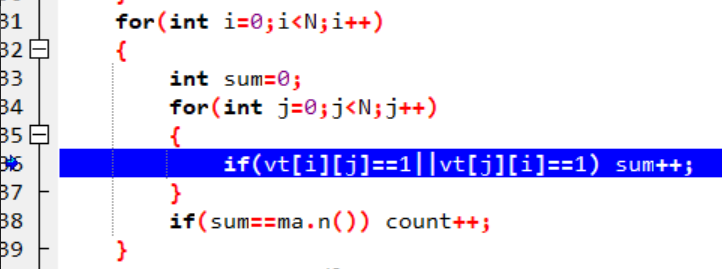 31 for(int i=0;i<N;i++)
32 {
33 int sum=0;
34 for(int j=0;j<N;j++)
35 {
36 if(vt[i][j]==1||vt[j][i]==1) sum++;
37 }
38 if(sum==ma.n()) count++;
39 }